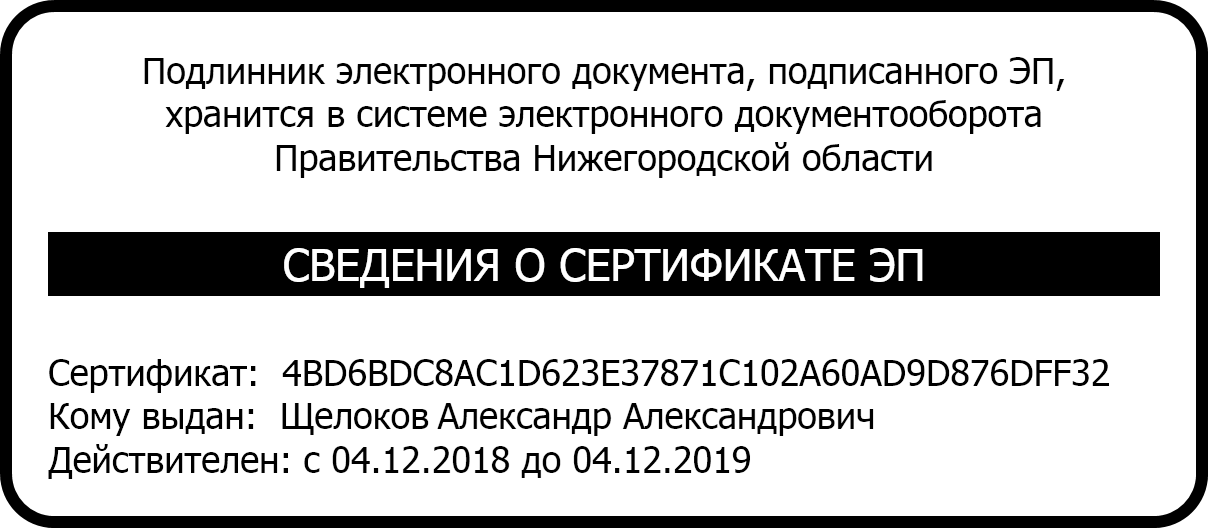 Подлинник электронного документа, подписанного ЭП,
хранится в системе электронного документооборота
Правительства Нижегородской области
СВЕДЕНИЯ О СЕРТИФИКАТЕ ЭП
Сертификат: 4BD6BDC8AC1D623E37871C102A60AD9D876DFF32
Кому выдан: Щелоков Александр Александрович
Действителен: с 04.12.2018 до 04.12.2019